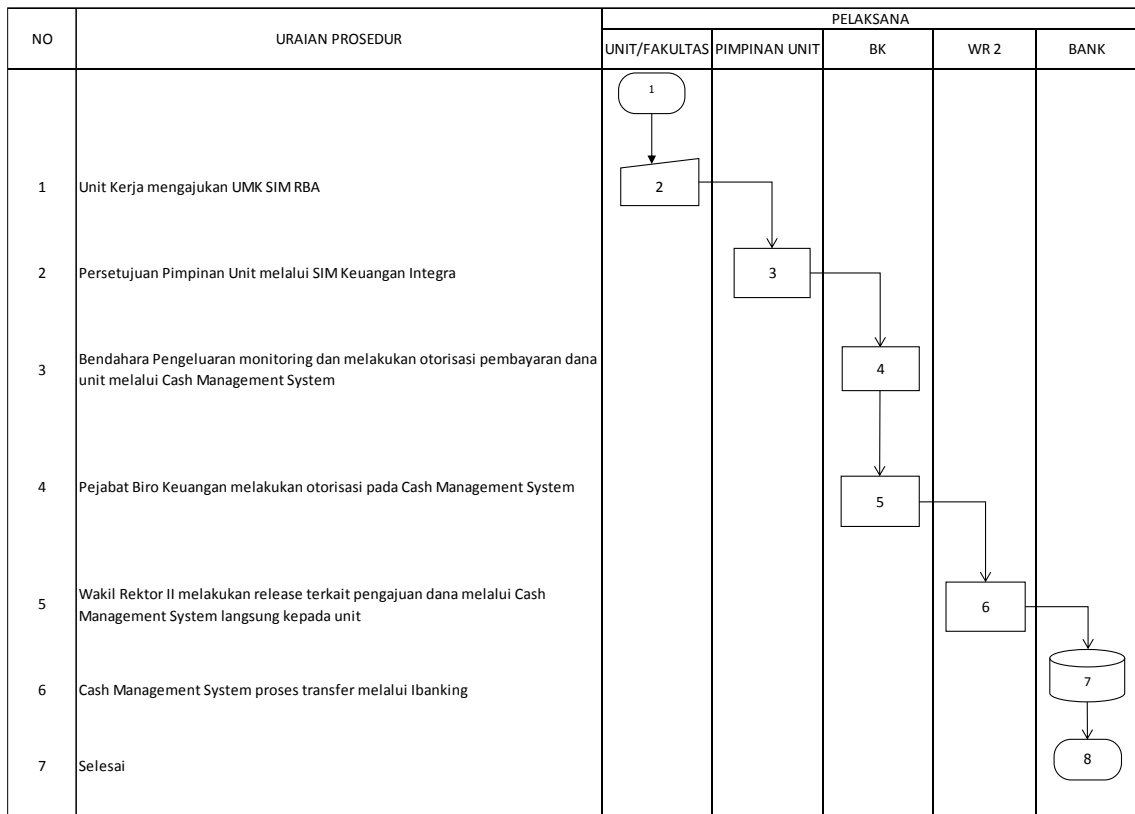 NO
URAIAN PROSEDUR
PELAKSANA
UNIT/FAKULTAS
PIMPINAN UNIT
BK
WR 2
BANK
1
1
Unit Kerja mengajukan UMK SIM RBA
2
2
Persetujuan Pimpinan Unit melalui SIM Keuangan Integra
3
3
Bendahara Pengeluaran monitoring dan melakukan otorisasi pembayaran dana
unit melalui Cash Management System
4
4
Pejabat Biro Keuangan melakukan otorisasi pada Cash Management System
5
5
Wakil Rektor II melakukan release terkait pengajuan dana melalui Cash
Management System langsung kepada unit
6
6
Cash Management System proses transfer melalui Ibanking
7
7
Selesai
8